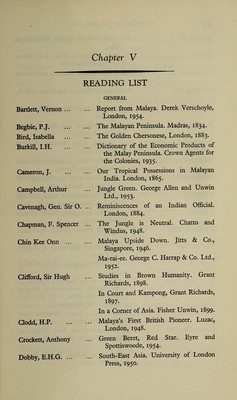 Chapter V
READING LIST
GENERAL
Bartlett, Vernon ... ... Report from Malaya. Derek Verschoyle,
London, 1954.
Begbie, P.J. ... ... The Malayan Peninsula. Madras, 1834.
Bird, Isabella ... ... The Golden Chersonese, London, 1883.
Burkill, I.H. ... ... Dictionary of the Economic Products of
the Malay Peninsula. Crown Agents for
the Colonies, 1935.
Cameron, J. ... ... Our Tropical Possessions in Malayan
India. London, 1865.
Campbell, Arthur ... Jungle Green. George Allen and Unwin
Ltd., 1953.
Cavenagh, Gen. Sir O. ... Reminiscences of an Indian Official.
London, 1884.
Chapman, F. Spencer ... The Jungle is Neutral. Chatto and
Windus, 1948.
Chin Kee Onn ... ... Malaya Upside Down. Jitts & Co.,
Singapore, 1946.
Ma-rai-ee. George C. Harrap & Co. Ltd.,
1952.
Clifford, Sir Hugh ... Studies in Brown Humanity. Grant
Richards, 1898.
In Court and Kampong, Grant Richards,
1897.
In a Corner of Asia. Fisher Unwin, 1899.
Clodd, H.P. ... ... Malaya's First British Pioneer. Luzac,
London, 1948.
Crockett, Anthony ... Green Beret, Red Star. Eyre and
Spottiswoode, 1954.
Dobby, E.H.G. ... ... South-East Asia. University of London
Press, 1950.